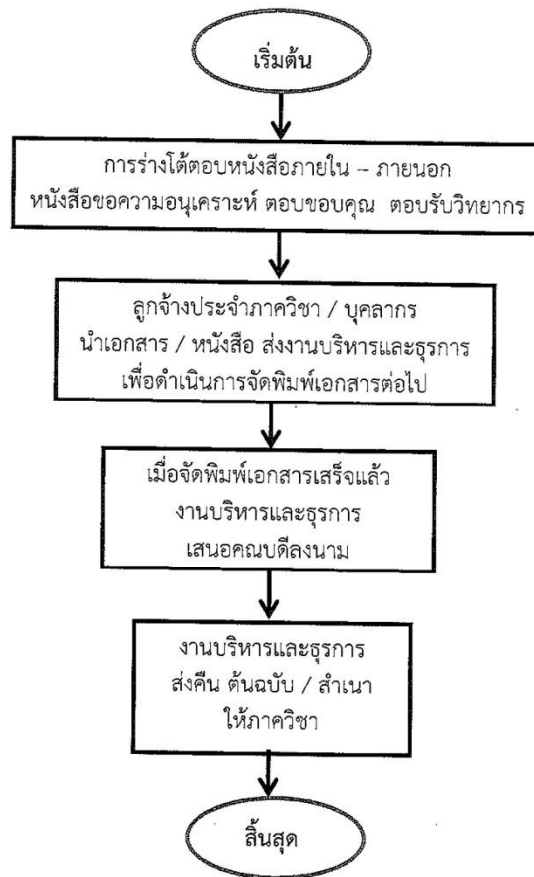 เริ่มต้น
การร่างโต้ตอบหนังสือภายใน – ภายนอก
หนังสือขอความอนุเคราะห์ ตอบขอบคุณ ตอบรับวิทยากร
ลูกจ้างประจำภาควิชา / บุคลากร
นำเอกสาร / หนังสือ ส่งงานบริหารและธุรการ
เพื่อดำเนินการจัดพิมพ์เอกสารต่อไป
เมื่อจัดพิมพ์เอกสารเสร็จแล้ว
งานบริหารและธุรการ
เสนอคณบดีลงนาม
งานบริหารและธุรการ
ส่งคืน ต้นฉบับ / สำเนา
ให้ภาควิชา
สิ้นสุด